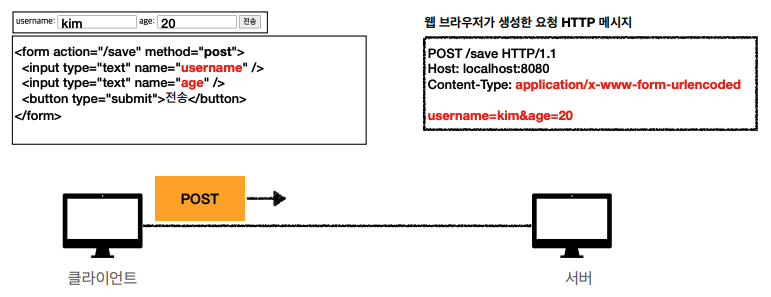 username: kim age: 20 전송
<form action="/save" method="post">
<input type="text" name="username" />
<input type="text" name="age" />
<button type="submit">전송</button>
</form>
웹 브라우저가 생성한 요청 HTTP 메시지
POST /save HTTP/1.1
Host: localhost:8080
Content-Type: application/x-www-form-urlencoded
username=kim&age=20
POST
클라이언트
서버